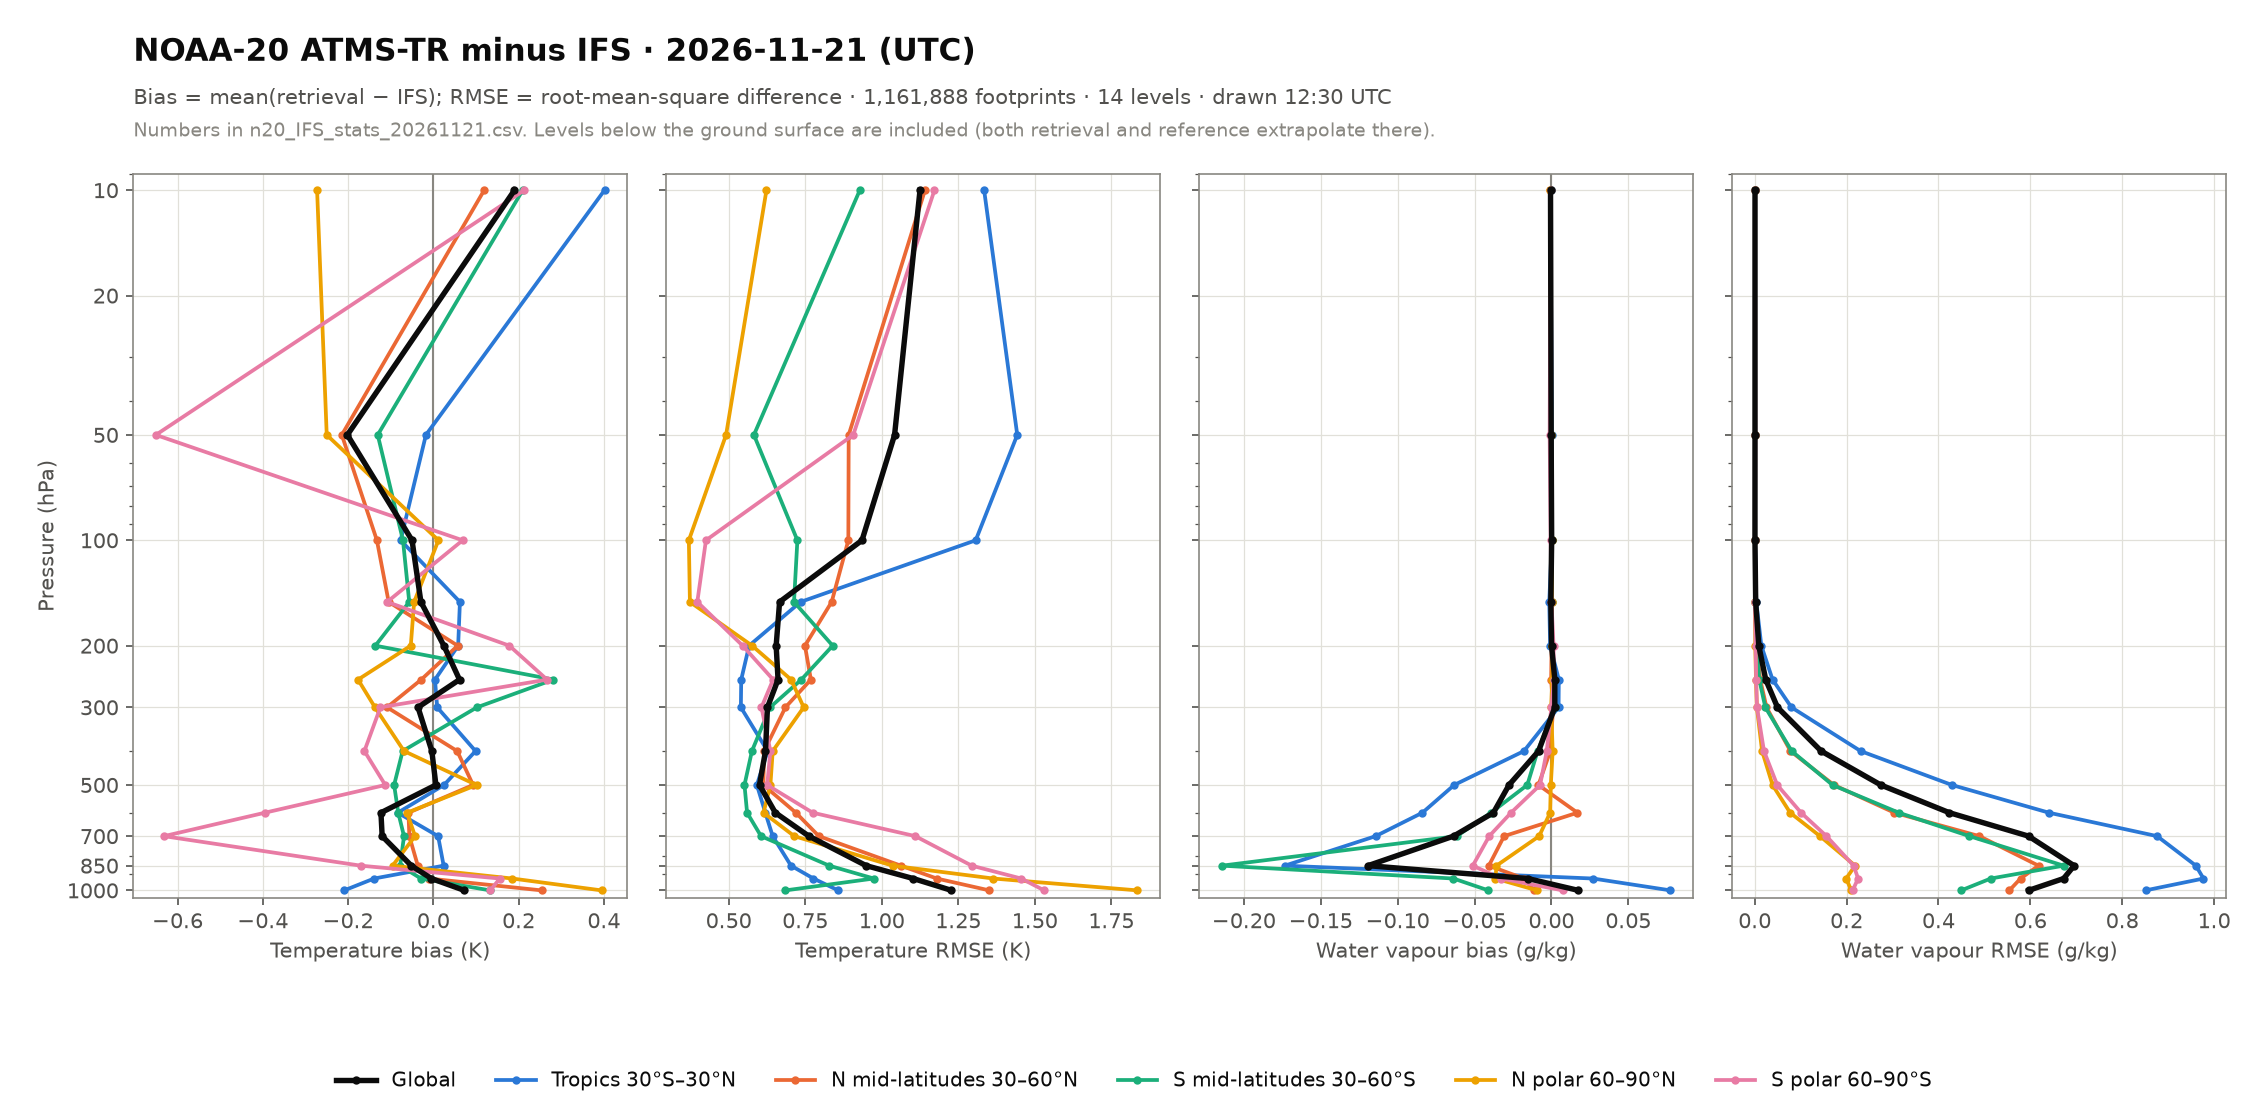 NOAA-20 ATMS-TR minus IFS · 2026-11-21 (UTC)
Bias = mean(retrieval − IFS); RMSE = root-mean-square difference · 1,161,888 footprints · 14 levels · drawn 12:30 UTC
Numbers in n20_IFS_stats_20261121.csv. Levels below the ground surface are included (both retrieval and reference extrapolate there).
Pressure (hPa)
10
20
50
100
200
300
500
700
850
1000
−0.6 −0.4 −0.2 0.0 0.2 0.4
Temperature bias (K)
0.50 0.75 1.00 1.25 1.50 1.75
Temperature RMSE (K)
−0.20 −0.15 −0.10 −0.05 0.00 0.05
Water vapour bias (g/kg)
0.0 0.2 0.4 0.6 0.8 1.0
Water vapour RMSE (g/kg)
Global Tropics 30°S–30°N N mid-latitudes 30–60°N S mid-latitudes 30–60°S N polar 60–90°N S polar 60–90°S